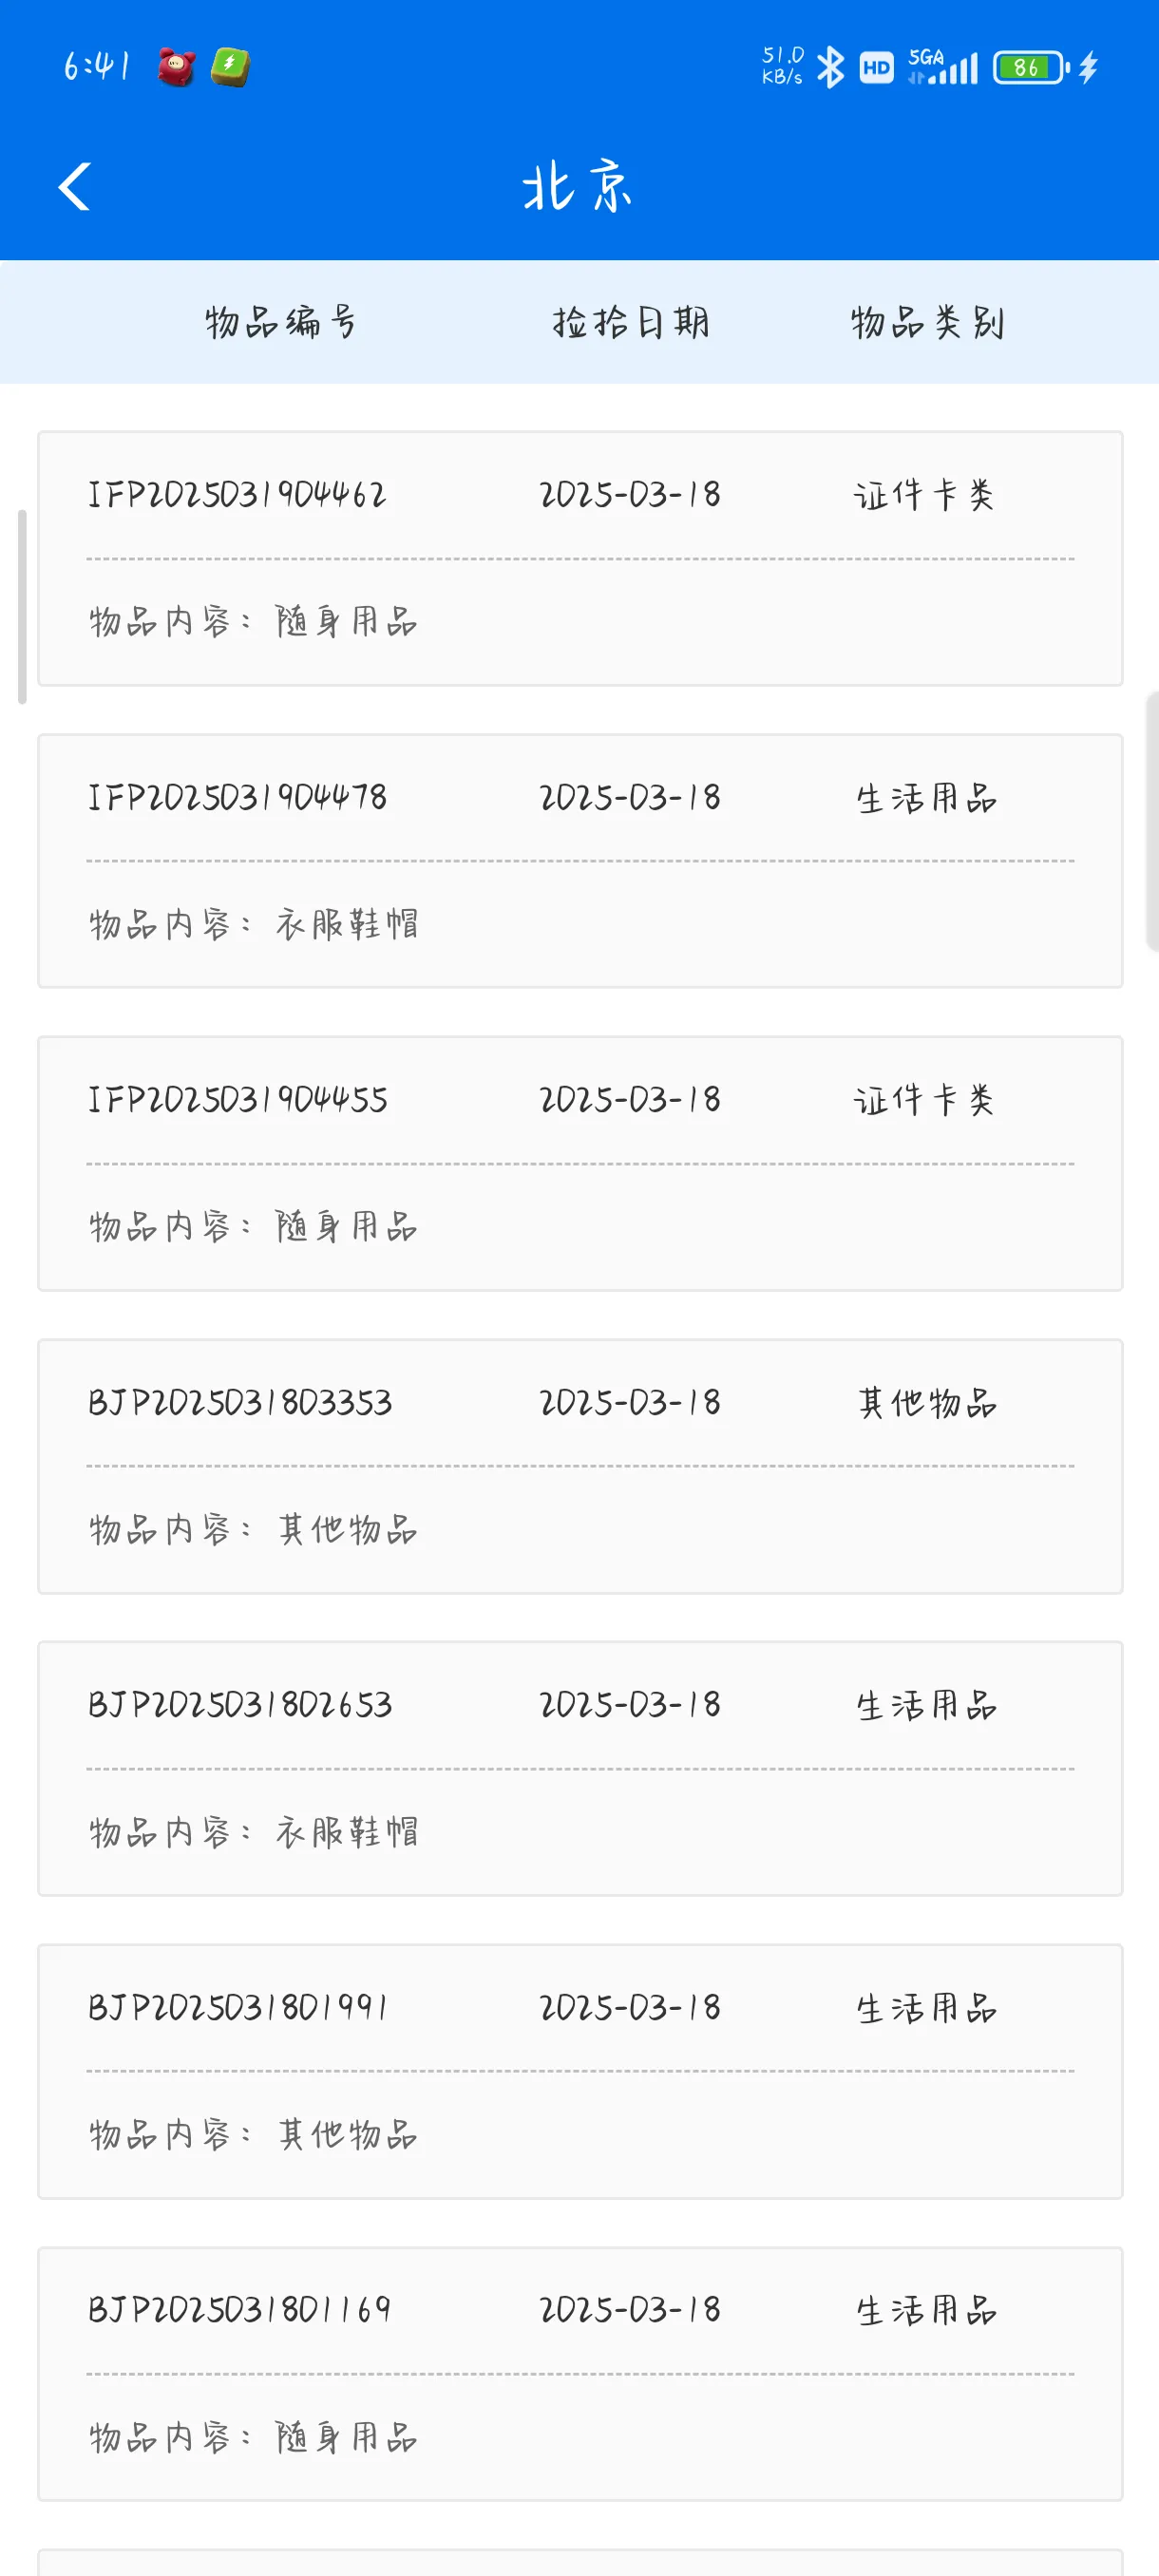 6:41 51.0 KB/s HD 5GA 86
北京
物品编号 捡拾日期 物品类别
IFP2025031904462 2025-03-18 证件卡类
物品内容：随身用品
IFP2025031904478 2025-03-18 生活用品
物品内容：衣服鞋帽
IFP2025031904455 2025-03-18 证件卡类
物品内容：随身用品
BJP2025031803353 2025-03-18 其他物品
物品内容：其他物品
BJP2025031802653 2025-03-18 生活用品
物品内容：衣服鞋帽
BJP2025031801991 2025-03-18 生活用品
物品内容：其他物品
BJP2025031801169 2025-03-18 生活用品
物品内容：随身用品